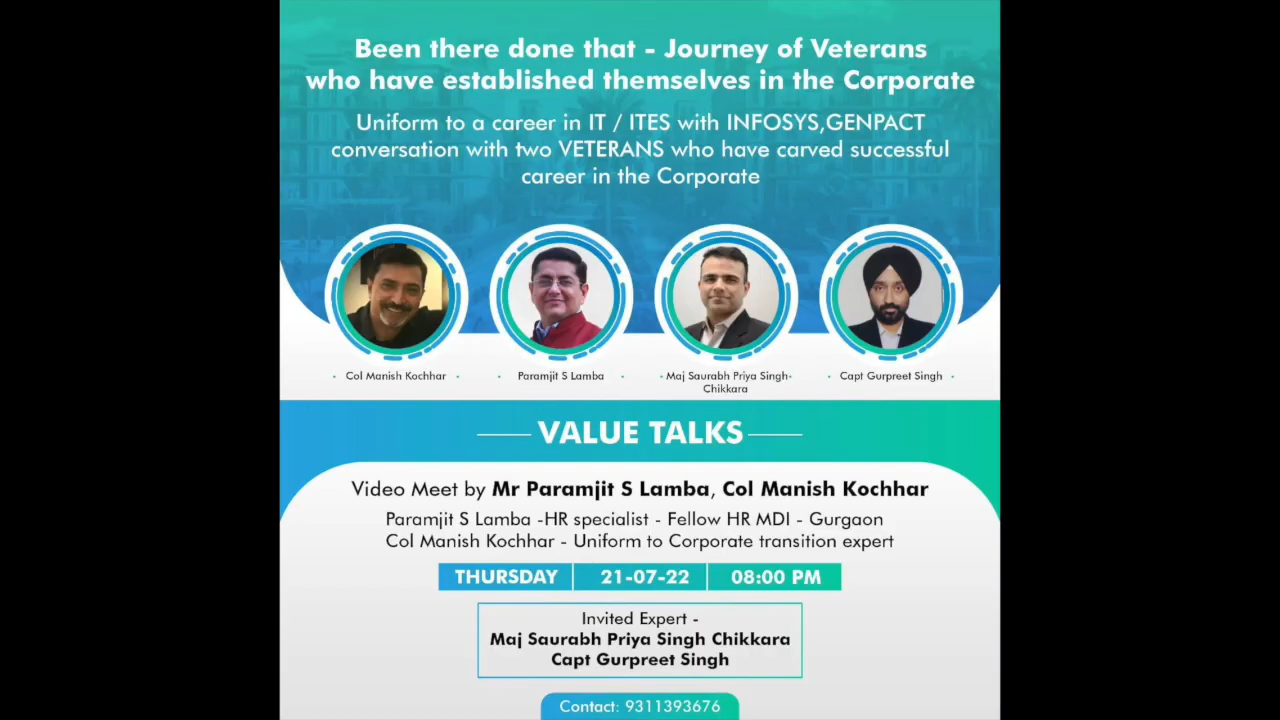 Been there done that - Journey of Veterans
who have established themselves in the Corporate
Uniform to a career in IT / ITES with INFOSYS,GENPACT
conversation with two VETERANS who have carved successful
career in the Corporate
Col Manish Kochhar
Paramjit S Lamba
Maj Saurabh Priya Singh
Chikkara
Capt Gurpreet Singh
VALUE TALKS
Video Meet by Mr Paramjit S Lamba, Col Manish Kochhar
Paramjit S Lamba -HR specialist - Fellow HR MDI - Gurgaon
Col Manish Kochhar - Uniform to Corporate transition expert
THURSDAY 21-07-22 08:00 PM
Invited Expert -
Maj Saurabh Priya Singh Chikkara
Capt Gurpreet Singh
Contact: 9311393676